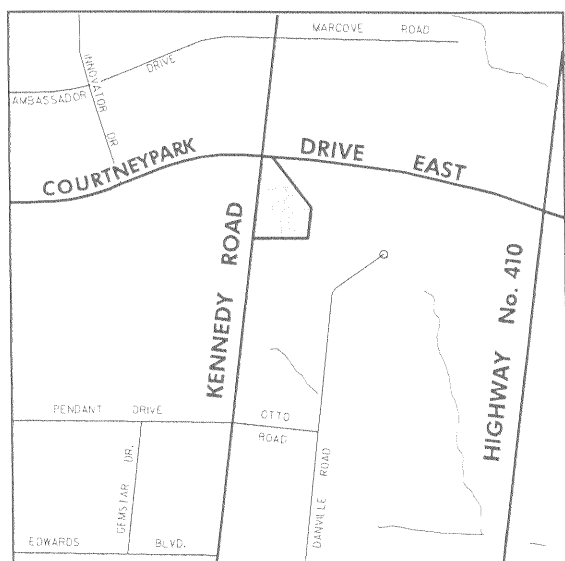 MARCOVE ROAD
INNOVATOR DR
AMBASSADOR DRIVE
COURTNEYPARK DRIVE EAST
KENNEDY ROAD
HIGHWAY No. 410
PENDANT DRIVE
OTTO ROAD
GEMSTAR DR.
DANVILLE ROAD
EDWARDS BLVD.